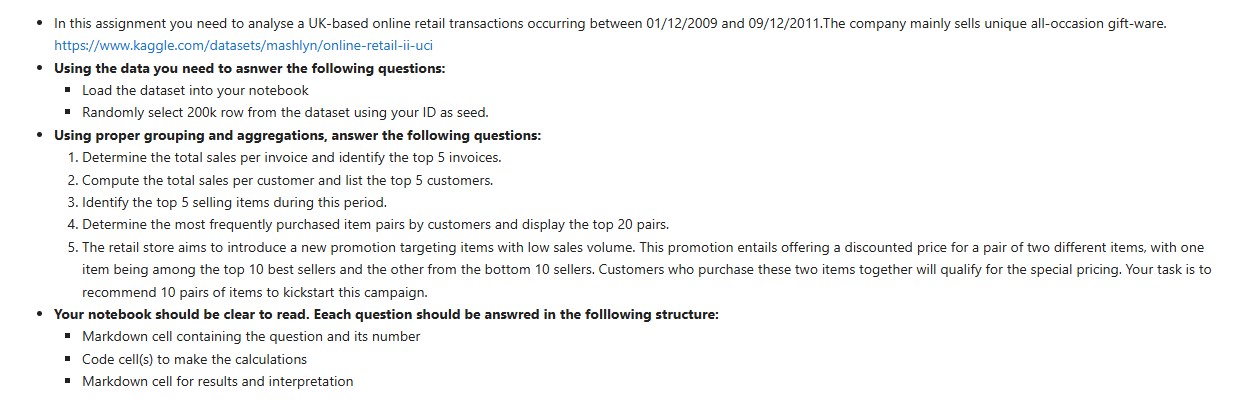 • In this assignment you need to analyse a UK-based online retail transactions occurring between 01/12/2009 and 09/12/2011.The company mainly sells unique all-occasion gift-ware.
https://www.kaggle.com/datasets/mashlyn/online-retail-ii-uci
• Using the data you need to asnwer the following questions:
▪ Load the dataset into your notebook
▪ Randomly select 200k row from the dataset using your ID as seed.
• Using proper grouping and aggregations, answer the following questions:
1. Determine the total sales per invoice and identify the top 5 invoices.
2. Compute the total sales per customer and list the top 5 customers.
3. Identify the top 5 selling items during this period.
4. Determine the most frequently purchased item pairs by customers and display the top 20 pairs.
5. The retail store aims to introduce a new promotion targeting items with low sales volume. This promotion entails offering a discounted price for a pair of two different items, with one
item being among the top 10 best sellers and the other from the bottom 10 sellers. Customers who purchase these two items together will qualify for the special pricing. Your task is to
recommend 10 pairs of items to kickstart this campaign.
• Your notebook should be clear to read. Eeach question should be answred in the folllowing structure:
▪ Markdown cell containing the question and its number
▪ Code cell(s) to make the calculations
▪ Markdown cell for results and interpretation